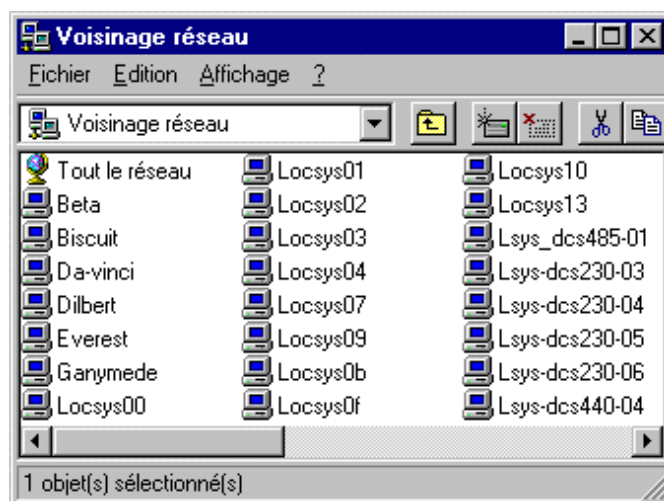 Voisinage réseau
Fichier Edition Affichage ?
Voisinage réseau
Tout le réseau Locsys01 Locsys10
Beta Locsys02 Locsys13
Biscuit Locsys03 Lsys_dcs485-01
Da-vinci Locsys04 Lsys-dcs230-03
Dilbert Locsys07 Lsys-dcs230-04
Everest Locsys09 Lsys-dcs230-05
Ganymede Locsys0b Lsys-dcs230-06
Locsys00 Locsys0f Lsys-dcs440-04
1 objet(s) sélectionné(s)